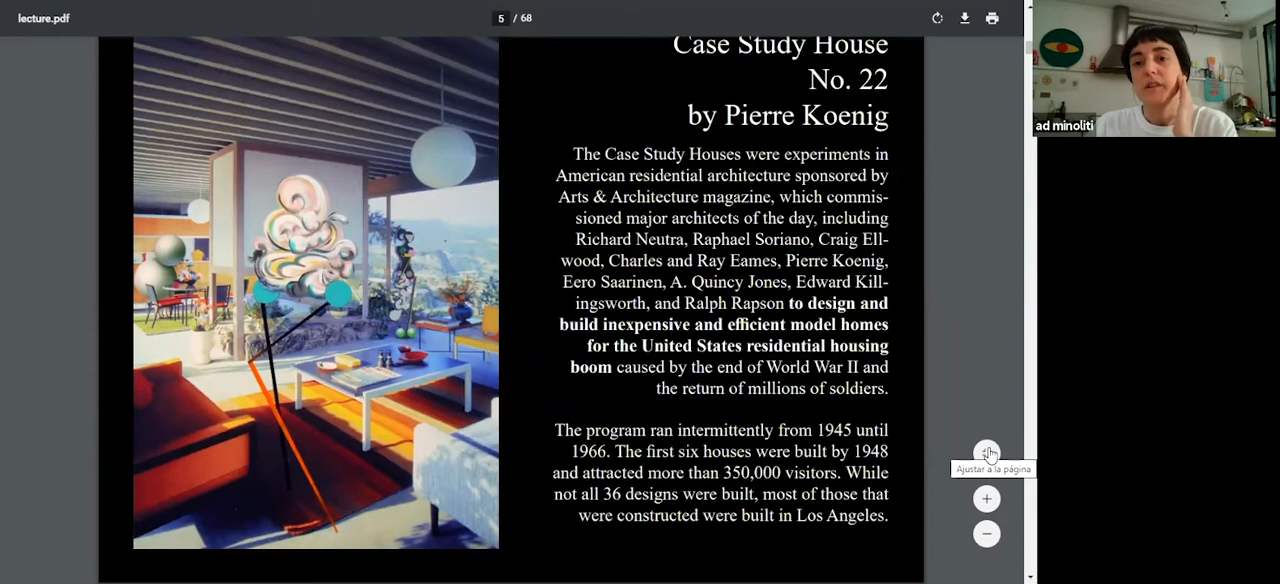 lecture.pdf
5 / 68
Case Study House
No. 22
by Pierre Koenig
The Case Study Houses were experiments in
American residential architecture sponsored by
Arts & Architecture magazine, which commis-
sioned major architects of the day, including
Richard Neutra, Raphael Soriano, Craig Ell-
wood, Charles and Ray Eames, Pierre Koenig,
Eero Saarinen, A. Quincy Jones, Edward Kill-
ingsworth, and Ralph Rapson to design and
build inexpensive and efficient model homes
for the United States residential housing
boom caused by the end of World War II and
the return of millions of soldiers.
The program ran intermittently from 1945 until
1966. The first six houses were built by 1948
and attracted more than 350,000 visitors. While
not all 36 designs were built, most of those that
were constructed were built in Los Angeles.
Ajustar a la página
ad minoliti